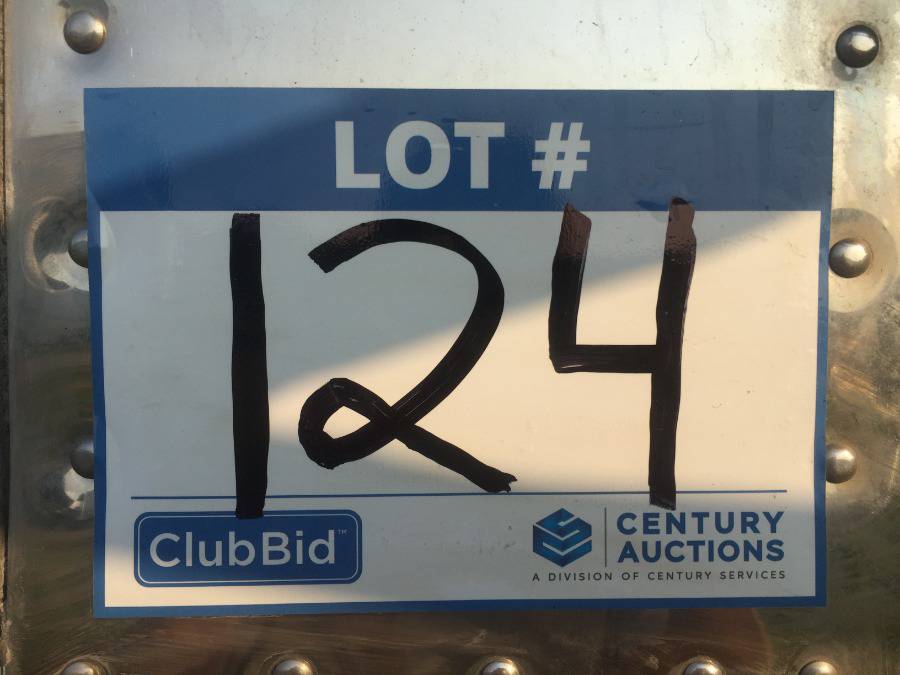 LOT #
124
ClubBid™
CENTURY
AUCTIONS
A DIVISION OF CENTURY SERVICES